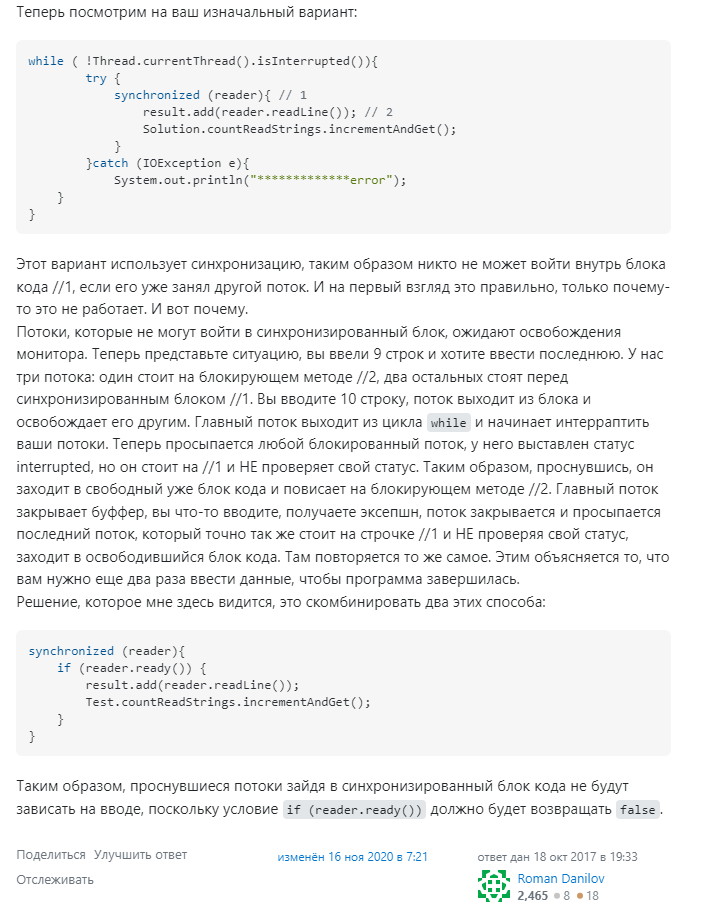 Теперь посмотрим на ваш изначальный вариант:
while ( !Thread.currentThread().isInterrupted()){
        try {
            synchronized (reader){ // 1
                result.add(reader.readLine()); // 2
                Solution.countReadStrings.incrementAndGet();
            }
        }catch (IOException e){
            System.out.println("*************error");
    }
}
Этот вариант использует синхронизацию, таким образом никто не может войти внутрь блока
кода //1, если его уже занял другой поток. И на первый взгляд это правильно, только почему-
то это не работает. И вот почему.
Потоки, которые не могут войти в синхронизированный блок, ожидают освобождения
монитора. Теперь представьте ситуацию, вы ввели 9 строк и хотите ввести последнюю. У нас
три потока: один стоит на блокирующем методе //2, два остальных стоят перед
синхронизированным блоком //1. Вы вводите 10 строку, поток выходит из блока и
освобождает его другим. Главный поток выходит из цикла while и начинает интерраптить
ваши потоки. Теперь просыпается любой блокированный поток, у него выставлен статус
interrupted, но он стоит на //1 и НЕ проверяет свой статус. Таким образом, проснувшись, он
заходит в свободный уже блок кода и повисает на блокирующем методе //2. Главный поток
закрывает буффер, вы что-то вводите, получаете эксепшн, поток закрывается и просыпается
последний поток, который точно так же стоит на строчке //1 и НЕ проверяя свой статус,
заходит в освободившийся блок кода. Там повторяется то же самое. Этим объясняется то, что
вам нужно еще два раза ввести данные, чтобы программа завершилась.
Решение, которое мне здесь видится, это скомбинировать два этих способа:
synchronized (reader){
    if (reader.ready()) {
        result.add(reader.readLine());
        Test.countReadStrings.incrementAndGet();
    }
}
Таким образом, проснувшиеся потоки зайдя в синхронизированный блок кода не будут
зависать на вводе, поскольку условие if (reader.ready()) должно будет возвращать false.
Поделиться Улучшить ответ
Отслеживать
изменён 16 ноя 2020 в 7:21
ответ дан 18 окт 2017 в 19:33
Roman Danilov
2,465 ● 8 ● 18